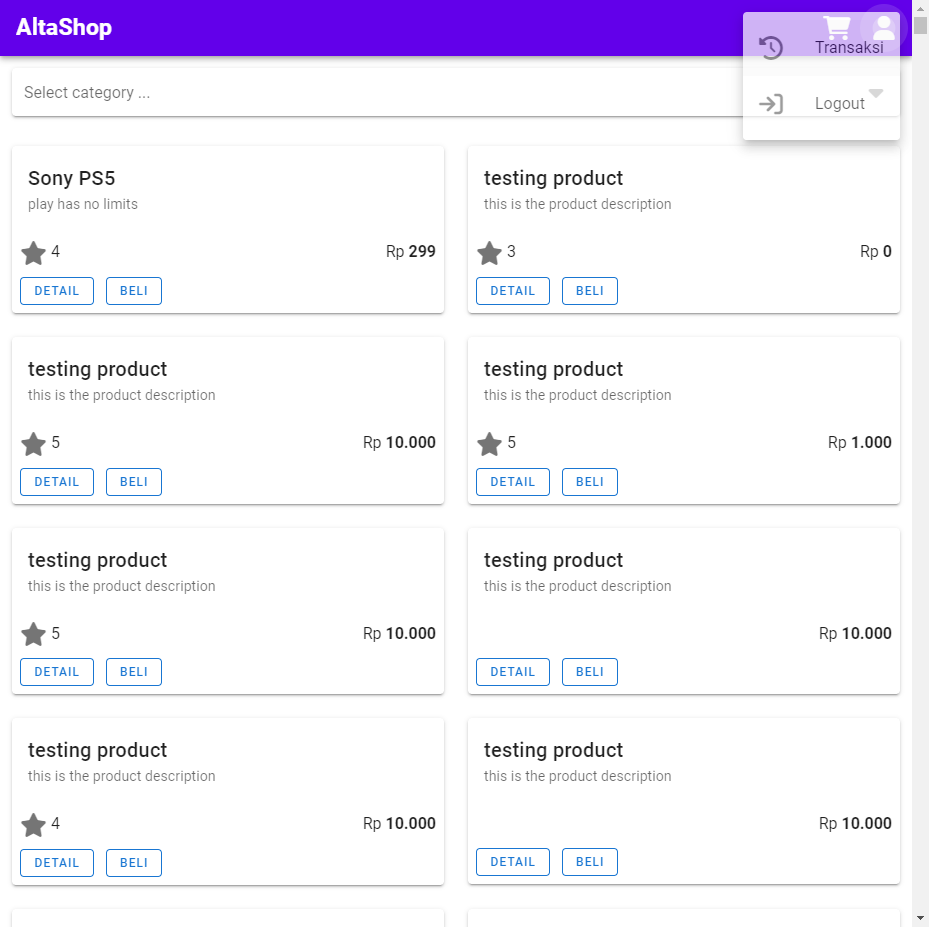 AltaShop
Transaksi
Select category ...
Logout
Sony PS5
play has no limits
4
Rp 299
DETAIL
BELI
testing product
this is the product description
3
Rp 0
DETAIL
BELI
testing product
this is the product description
5
Rp 10.000
DETAIL
BELI
testing product
this is the product description
5
Rp 1.000
DETAIL
BELI
testing product
this is the product description
5
Rp 10.000
DETAIL
BELI
testing product
this is the product description
Rp 10.000
DETAIL
BELI
testing product
this is the product description
4
Rp 10.000
DETAIL
BELI
testing product
this is the product description
Rp 10.000
DETAIL
BELI